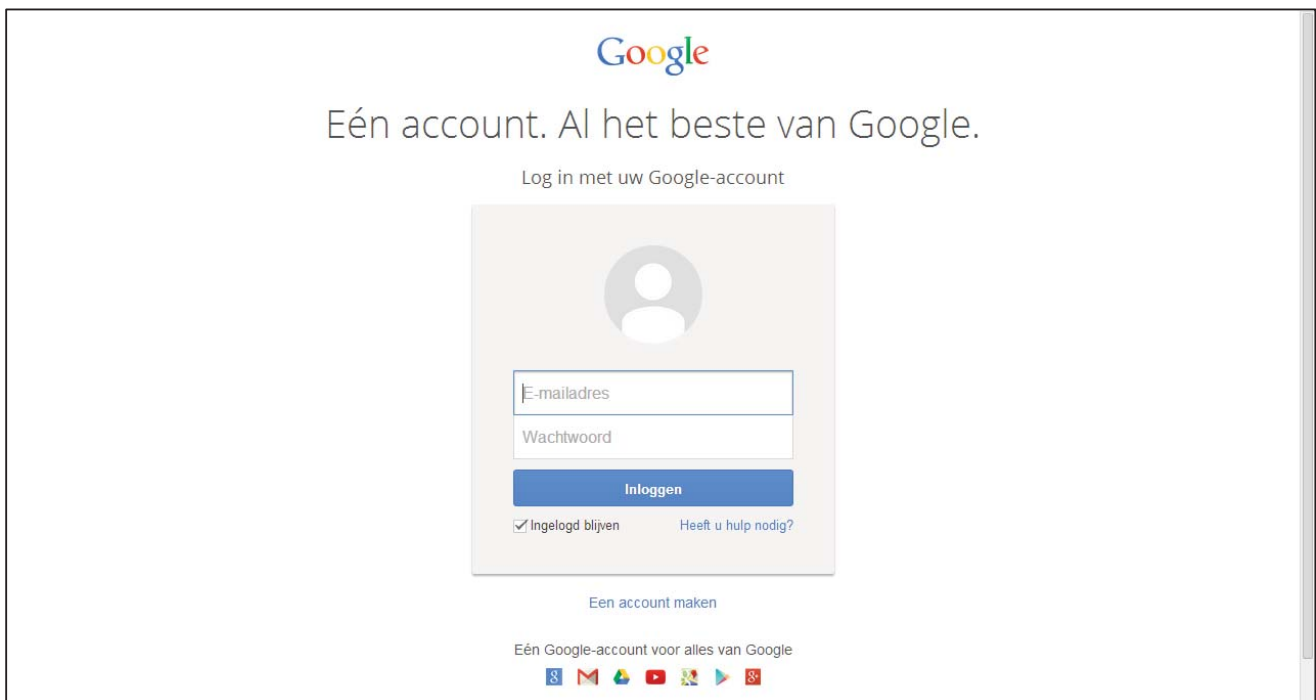 Google
Eén account. Al het beste van Google.
Log in met uw Google-account
E-mailadres
Wachtwoord
Inloggen
Ingelogd blijven Heeft u hulp nodig?
Een account maken
Eén Google-account voor alles van Google